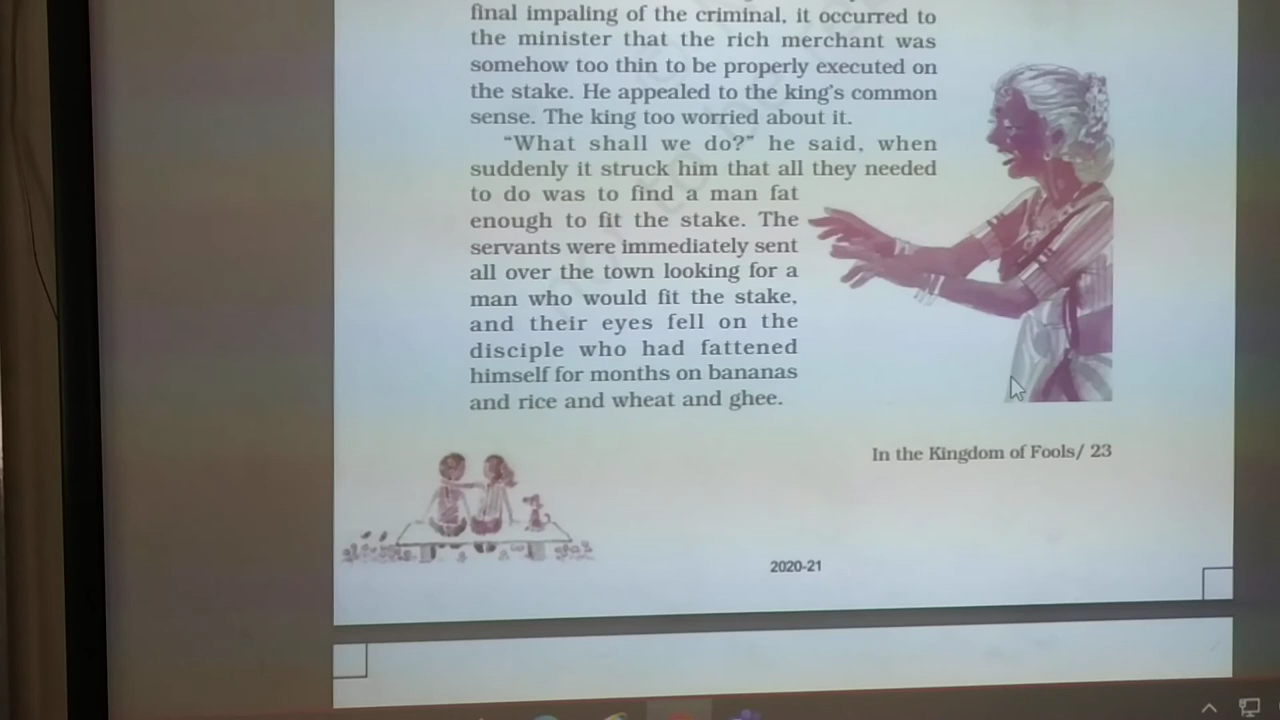 final impaling of the criminal, it occurred to
the minister that the rich merchant was
somehow too thin to be properly executed on
the stake. He appealed to the king's common
sense. The king too worried about it.
"What shall we do?" he said, when
suddenly it struck him that all they needed
to do was to find a man fat
enough to fit the stake. The
servants were immediately sent
all over the town looking for a
man who would fit the stake,
and their eyes fell on the
disciple who had fattened
himself for months on bananas
and rice and wheat and ghee.
In the Kingdom of Fools/ 23
2020-21